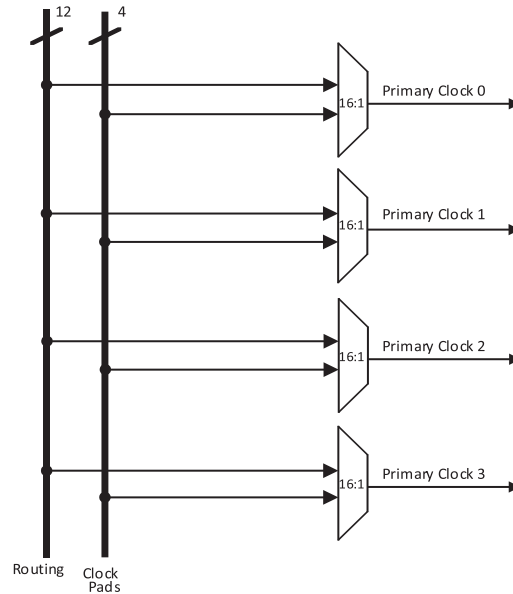 12
4
16:1
Primary Clock 0
16:1
Primary Clock 1
16:1
Primary Clock 2
16:1
Primary Clock 3
Routing
Clock
Pads